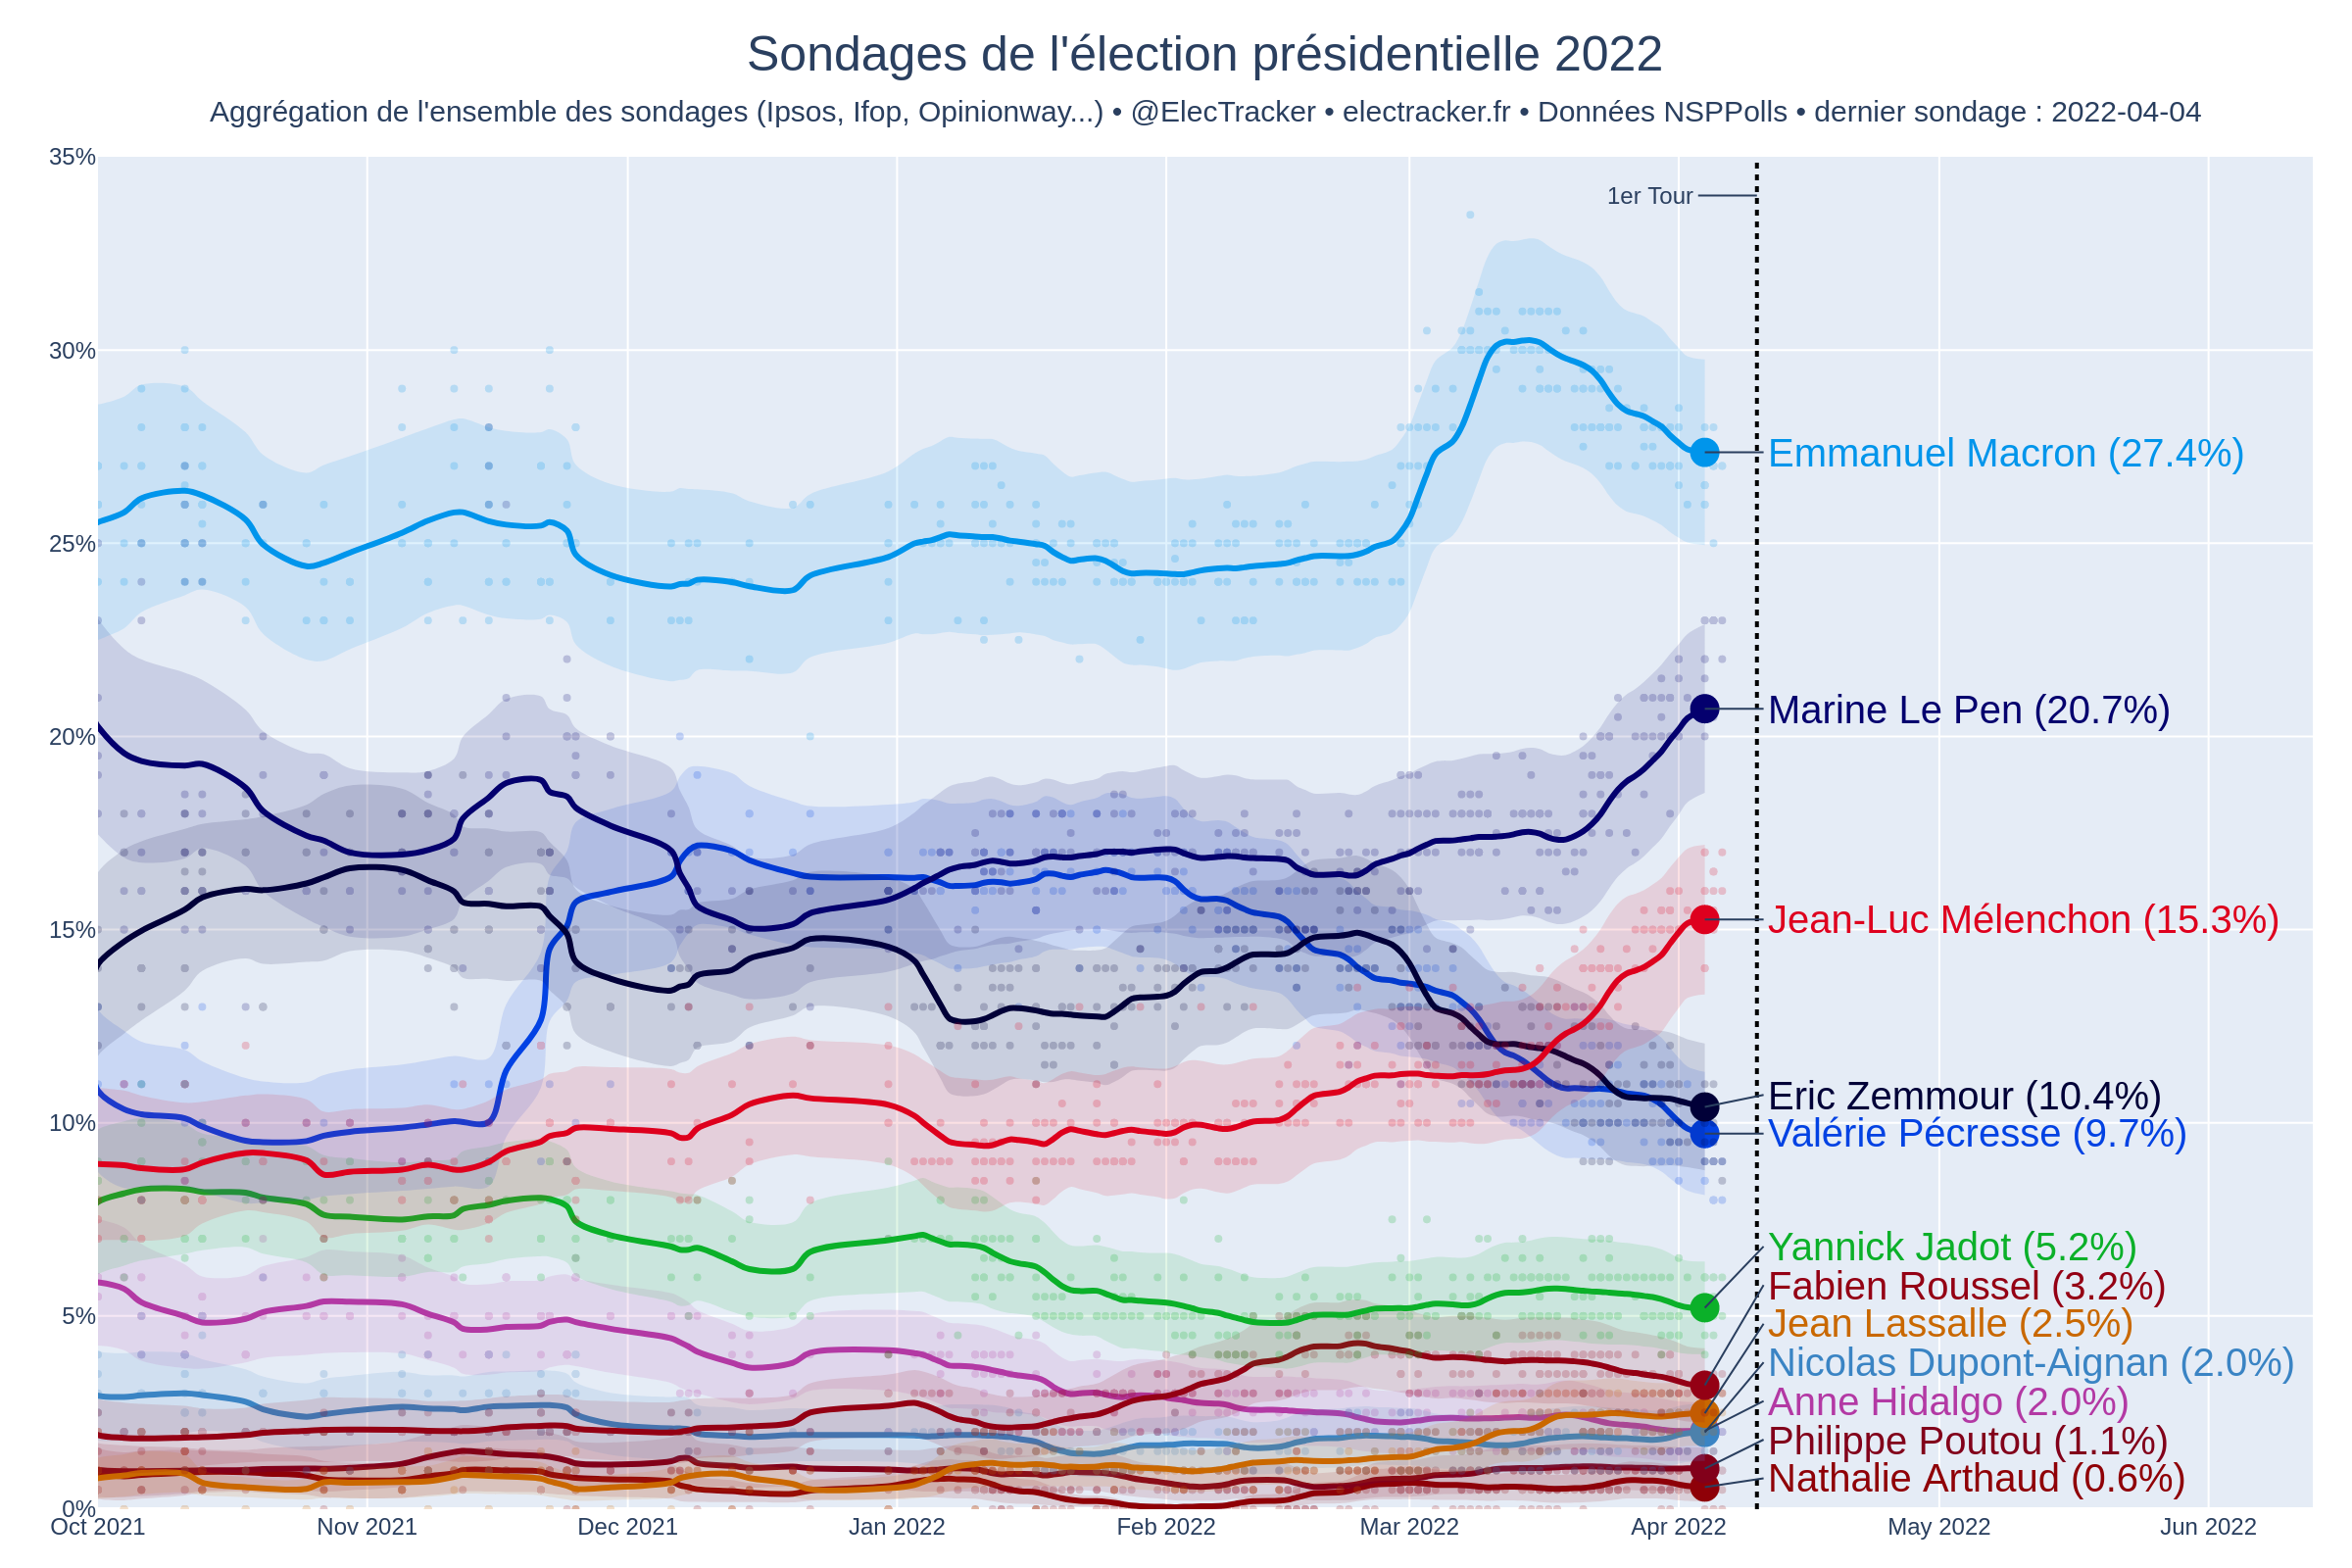 Sondages de l'élection présidentielle 2022
Aggrégation de l'ensemble des sondages (Ipsos, Ifop, Opinionway...) • @ElecTracker • electracker.fr • Données NSPPolls • dernier sondage : 2022-04-04
35%
1er Tour
30%
Emmanuel Macron (27.4%)
25%
Marine Le Pen (20.7%)
20%
Jean-Luc Mélenchon (15.3%)
15%
Eric Zemmour (10.4%)
10%
Valérie Pécresse (9.7%)
Yannick Jadot (5.2%)
Fabien Roussel (3.2%)
5%
Jean Lassalle (2.5%)
Nicolas Dupont-Aignan (2.0%)
Anne Hidalgo (2.0%)
Philippe Poutou (1.1%)
Nathalie Arthaud (0.6%)
0%
Oct 2021 Nov 2021 Dec 2021 Jan 2022 Feb 2022 Mar 2022 Apr 2022 May 2022 Jun 2022